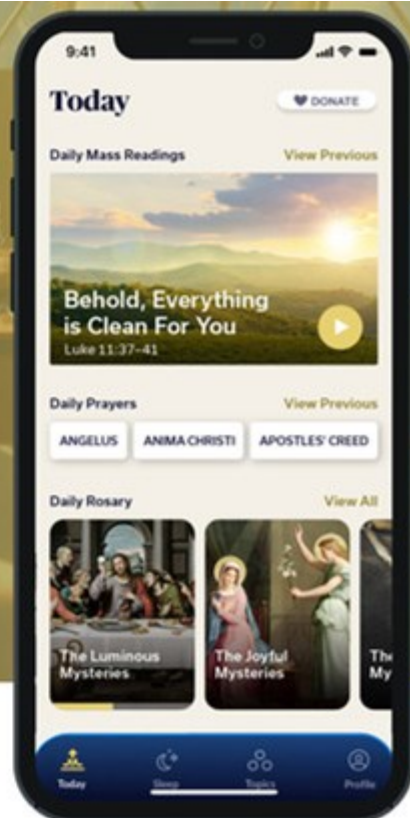 9:41
Today
DONATE
Daily Mass Readings
View Previous
Behold, Everything
is Clean For You
Luke 11:37–41
Daily Prayers
View Previous
ANGELUS
ANIMA CHRISTI
APOSTLES' CREED
Daily Rosary
View All
The Luminous
Mysteries
The Joyful
Mysteries
The
My
Today
Sleep
Topics
Profile